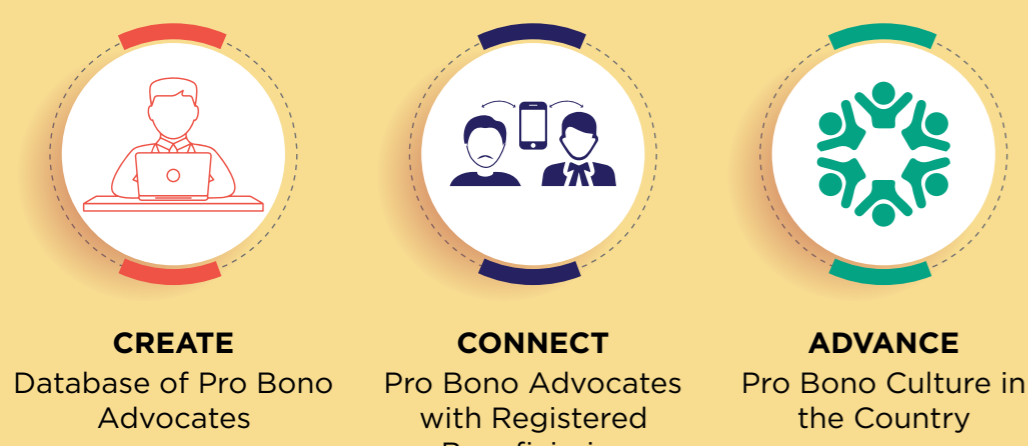 CREATE
Database of Pro Bono
Advocates
CONNECT
Pro Bono Advocates
with Registered
ADVANCE
Pro Bono Culture in
the Country